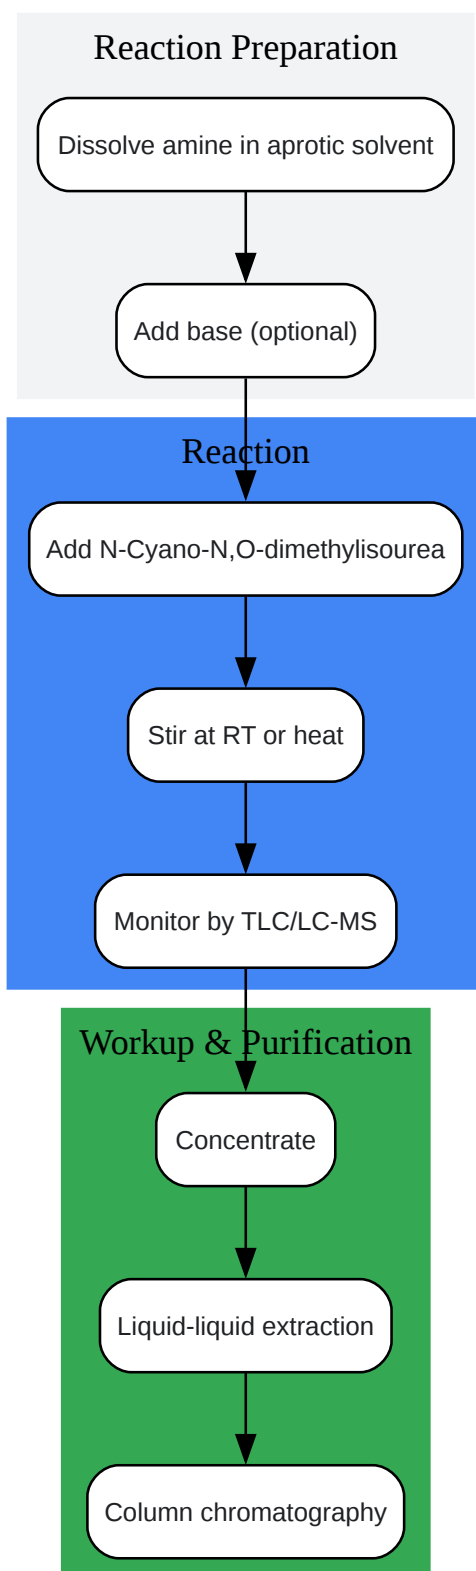 Reaction Preparation
Dissolve amine in aprotic solvent
Add base (optional)
Reaction
Add N-Cyano-N,O-dimethylisourea
Stir at RT or heat
Monitor by TLC/LC-MS
Workup & Purification
Concentrate
Liquid-liquid extraction
Column chromatography